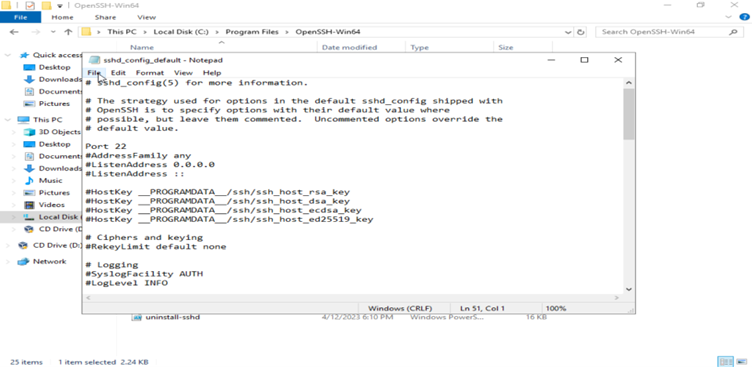 OpenSSH-Win64
File Home Share View
This PC > Local Disk (C:) > Program Files > OpenSSH-Win64
Search OpenSSH-Win64
Name Date modified Type Size
Quick access
Desktop
Downloads
Documents
Pictures
This PC
3D Objects
Desktop
Documents
Downloads
Music
Pictures
Videos
Local Disk (
CD Drive (D
CD Drive (D:)
Network
sshd_config_default - Notepad
File Edit Format View Help
# sshd_config(5) for more information.
# The strategy used for options in the default sshd_config shipped with
# OpenSSH is to specify options with their default value where
# possible, but leave them commented. Uncommented options override the
# default value.
Port 22
#AddressFamily any
#ListenAddress 0.0.0.0
#ListenAddress ::
#HostKey __PROGRAMDATA__/ssh/ssh_host_rsa_key
#HostKey __PROGRAMDATA__/ssh/ssh_host_dsa_key
#HostKey __PROGRAMDATA__/ssh/ssh_host_ecdsa_key
#HostKey __PROGRAMDATA__/ssh/ssh_host_ed25519_key
# Ciphers and keying
#RekeyLimit default none
# Logging
#SyslogFacility AUTH
#LogLevel INFO
Windows (CRLF) Ln 51, Col 1 100%
uninstall-sshd 4/12/2023 6:10 PM Windows PowerS... 16 KB
25 items 1 item selected 2.24 KB